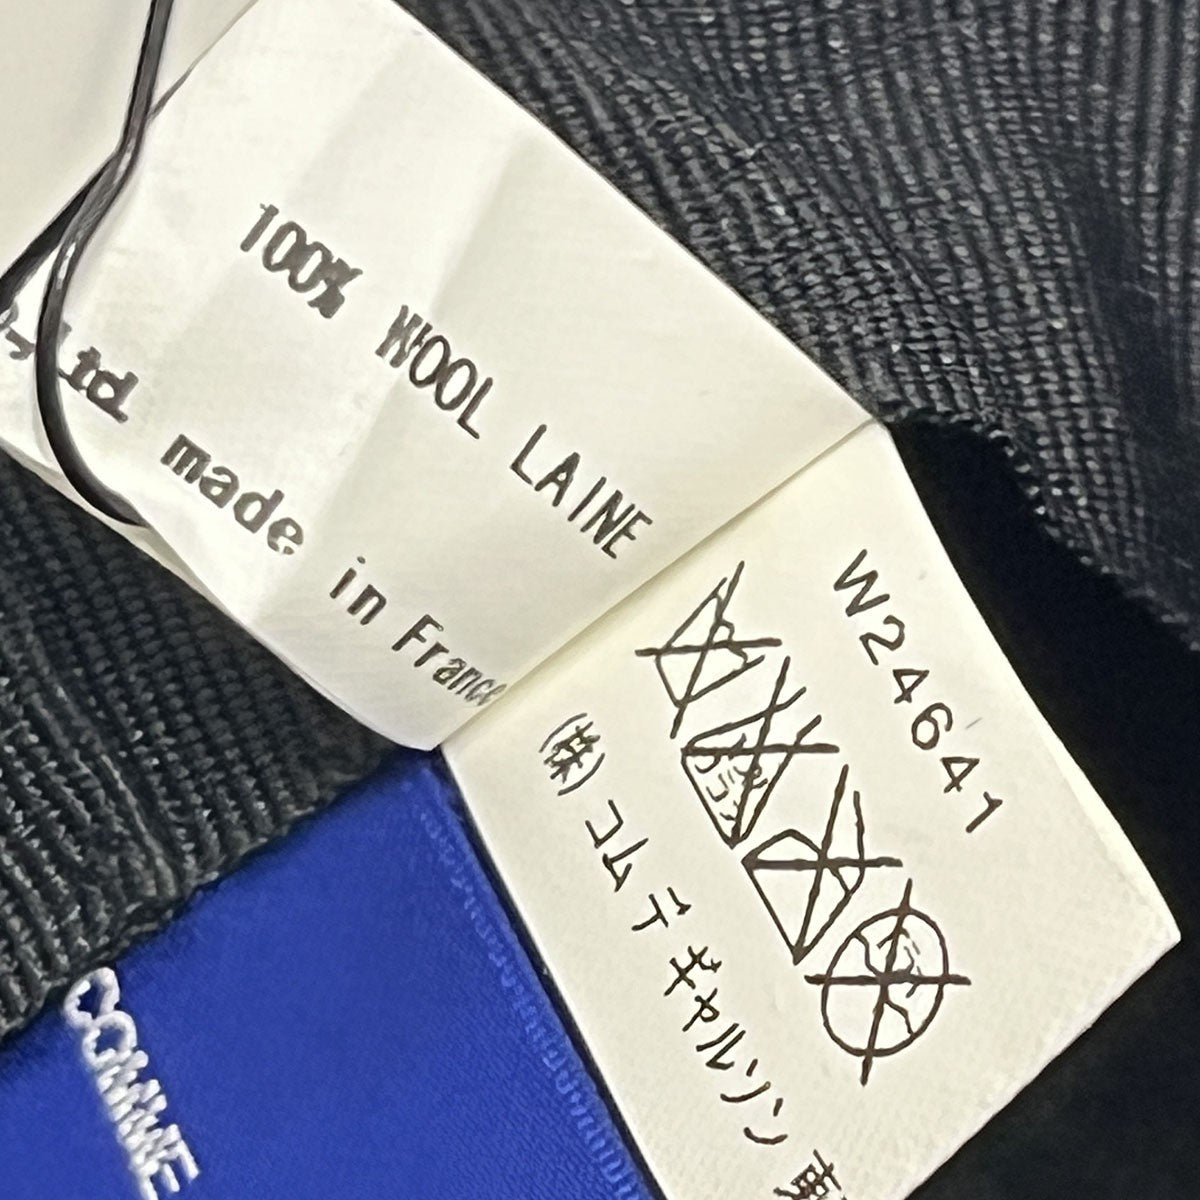 100% WOOL LAINE
Ltd. made in France
W24641
(株)コム デ ギャルソン
COMME